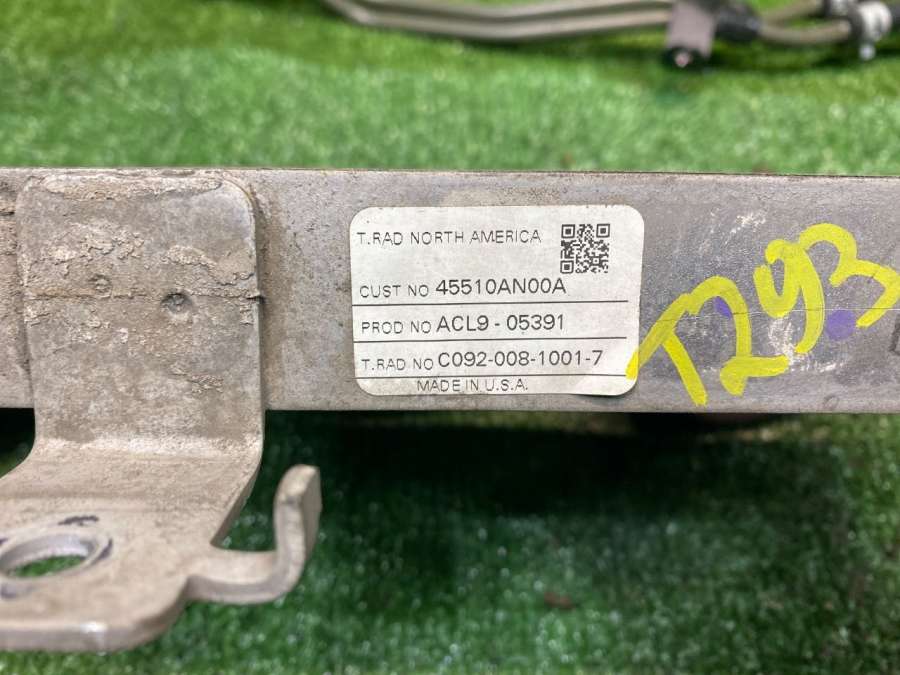 T.RAD NORTH AMERICA
CUST NO 45510AN00A
PROD NO ACL9-05391
T.RAD NO C092-008-1001-7
MADE IN U.S.A.
T293